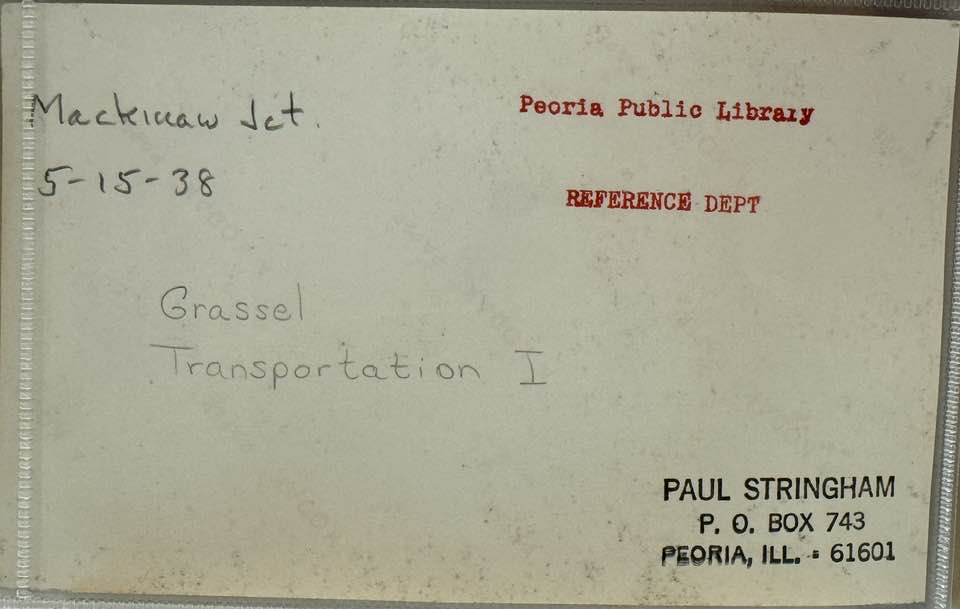 Mackinaw Jct.
5-15-38
Peoria Public Library
REFERENCE DEPT
Grassel
Transportation I
PAUL STRINGHAM
P. O. BOX 743
PEORIA, ILL. - 61601